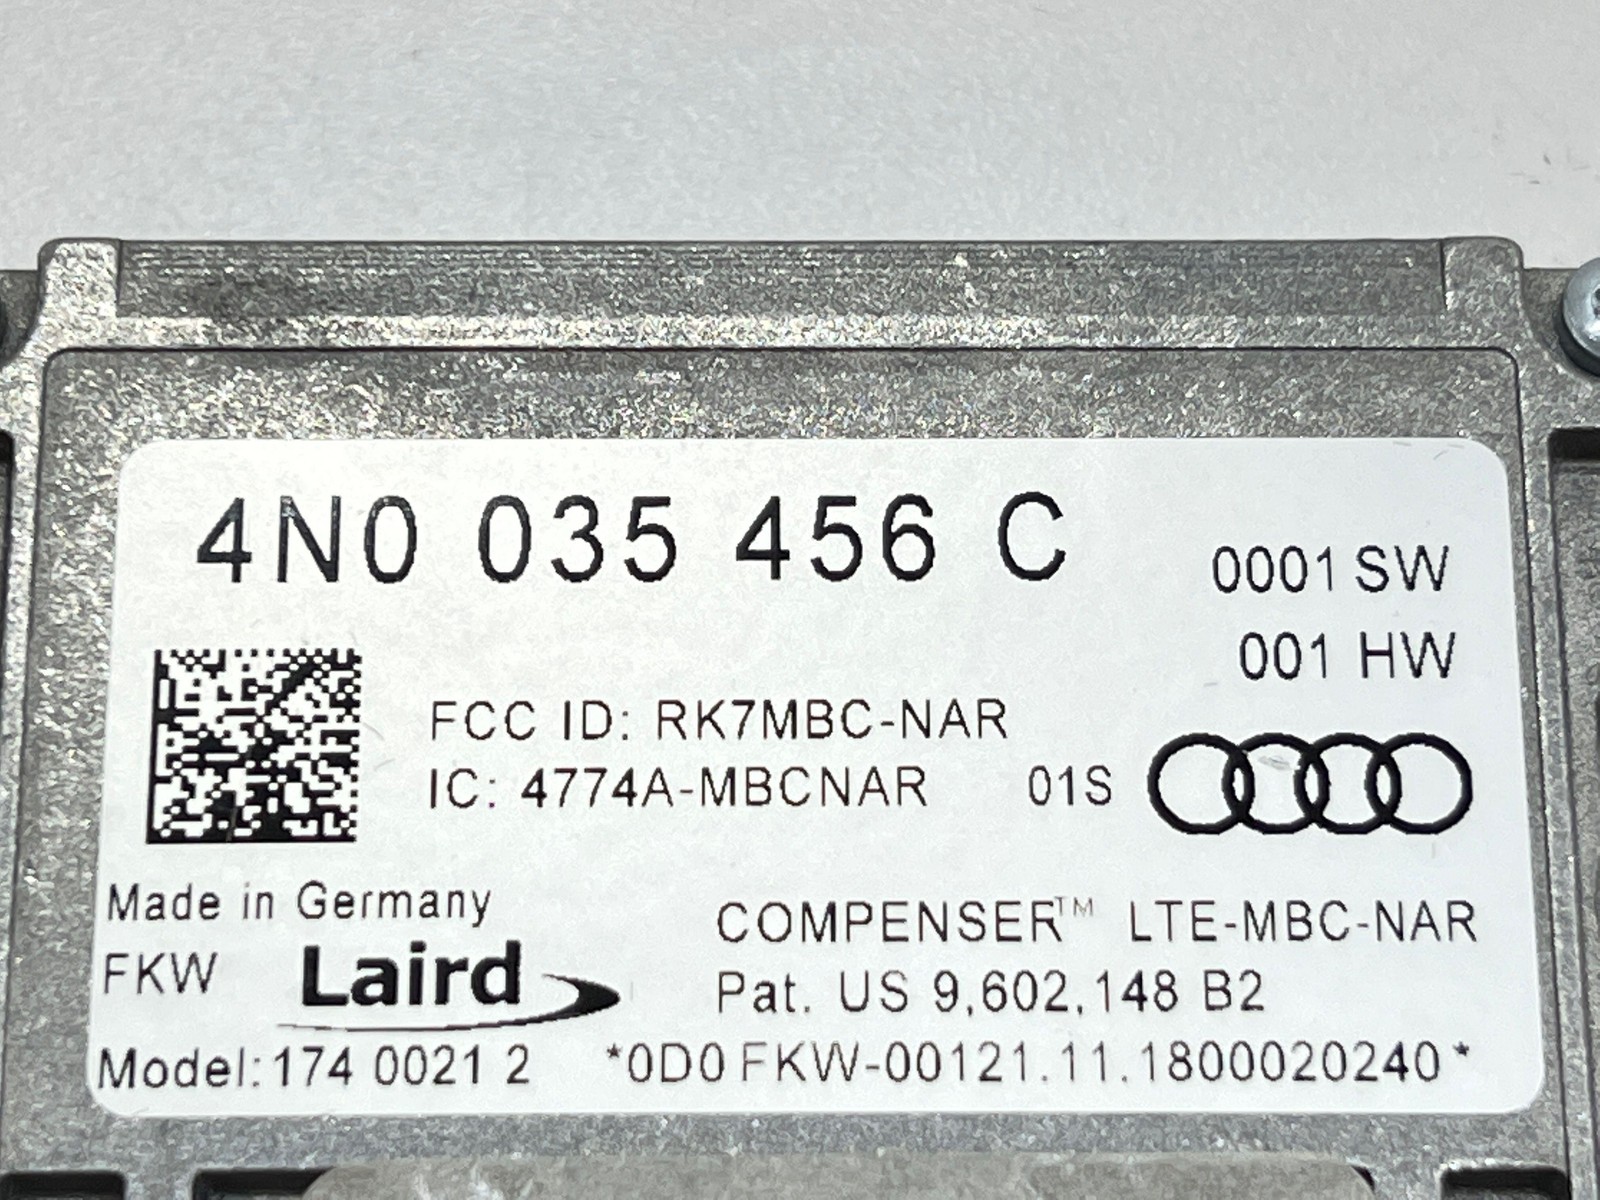 4N0 035 456 C
0001 SW
001 HW
FCC ID: RK7MBC-NAR
IC: 4774A-MBCNAR
01S
Made in Germany
COMPENSER™ LTE-MBC-NAR
FKW Laird
Pat. US 9,602,148 B2
Model: 174 0021 2
*0D0 FKW-00121.11.1800020240*